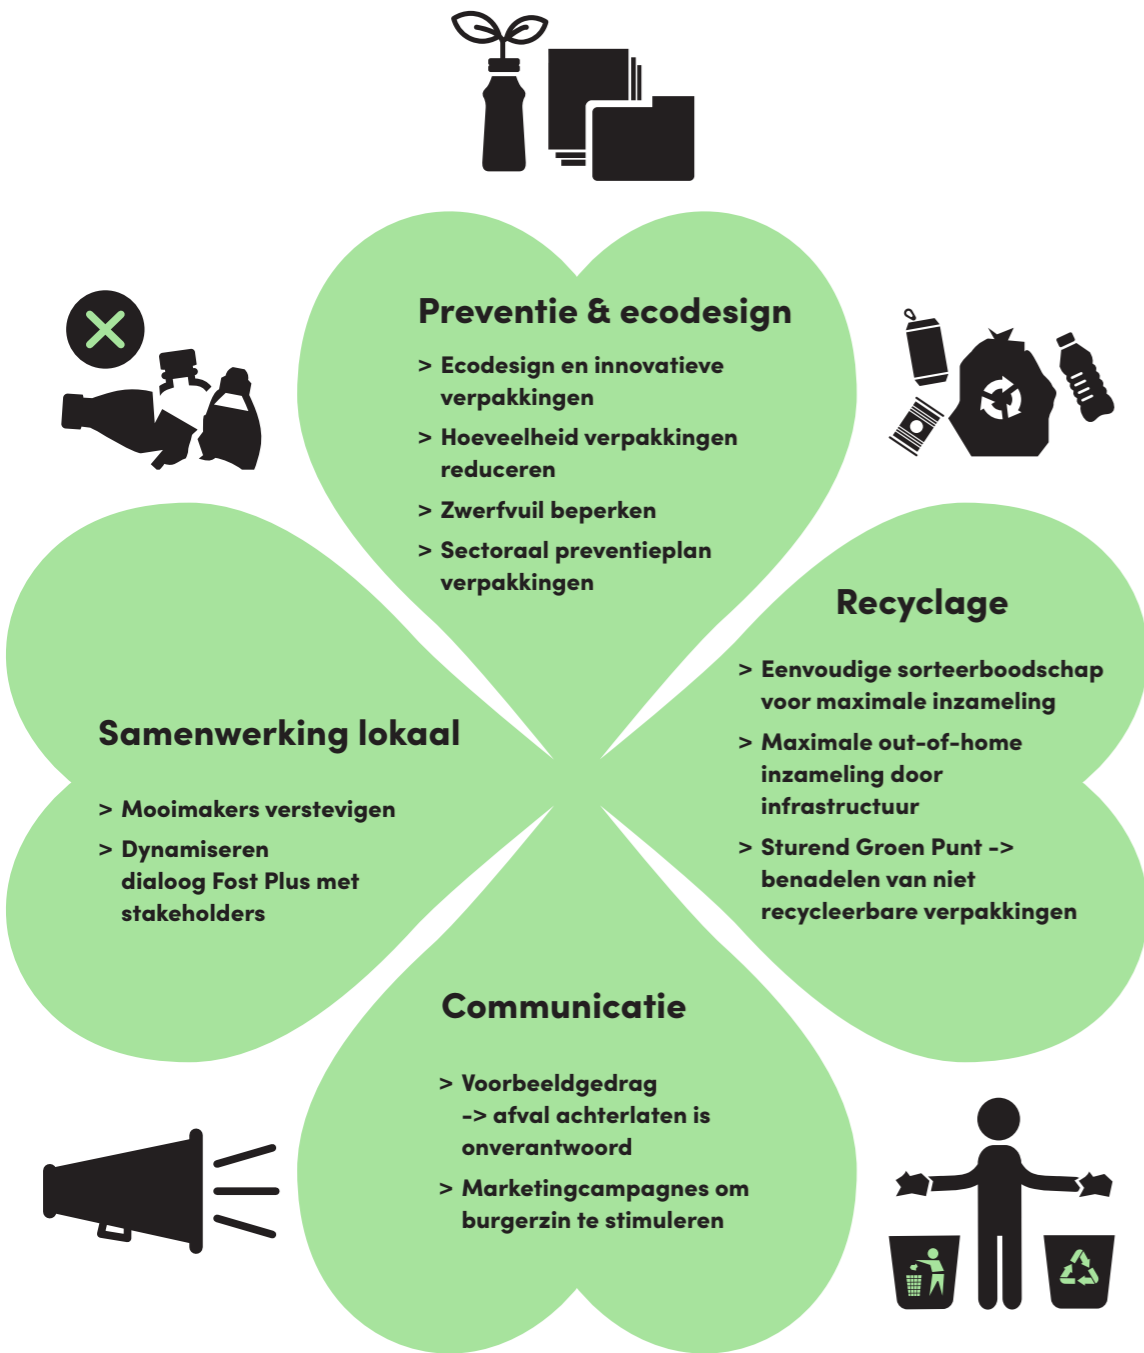 Preventie & ecodesign
> Ecodesign en innovatieve
verpakkingen
> Hoeveelheid verpakkingen
reduceren
> Zwerfvuil beperken
> Sectoraal preventieplan
verpakkingen
Recyclage
> Eenvoudige sorteerboodschap
voor maximale inzameling
> Maximale out-of-home
inzameling door
infrastructuur
> Sturend Groen Punt ->
benadelen van niet
recycleerbare verpakkingen
Samenwerking lokaal
> Mooimakers verstevigen
> Dynamiseren
dialoog Fost Plus met
stakeholders
Communicatie
> Voorbeeldgedrag
-> afval achterlaten is
onverantwoord
> Marketingcampagnes om
burgerzin te stimuleren